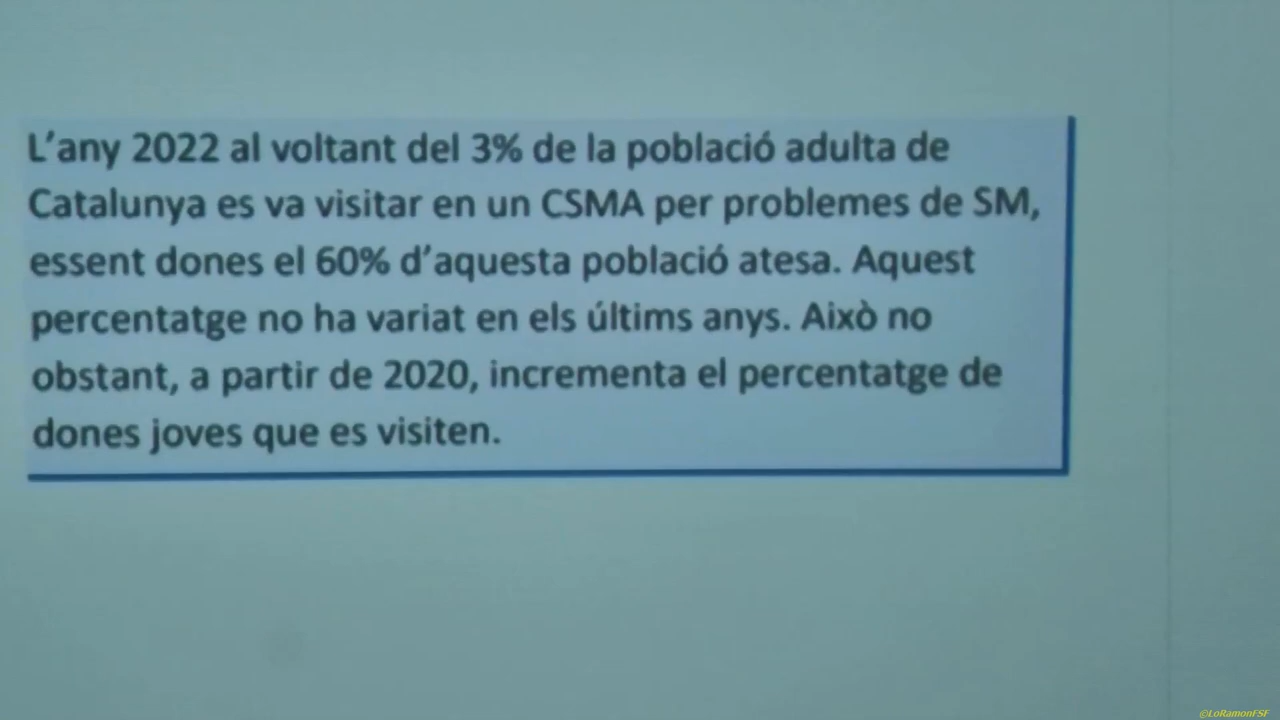 L'any 2022 al voltant del 3% de la població adulta de
Catalunya es va visitar en un CSMA per problemes de SM,
essent dones el 60% d'aquesta població atesa. Aquest
percentatge no ha variat en els últims anys. Això no
obstant, a partir de 2020, incrementa el percentatge de
dones joves que es visiten.
©LoRamonFSF